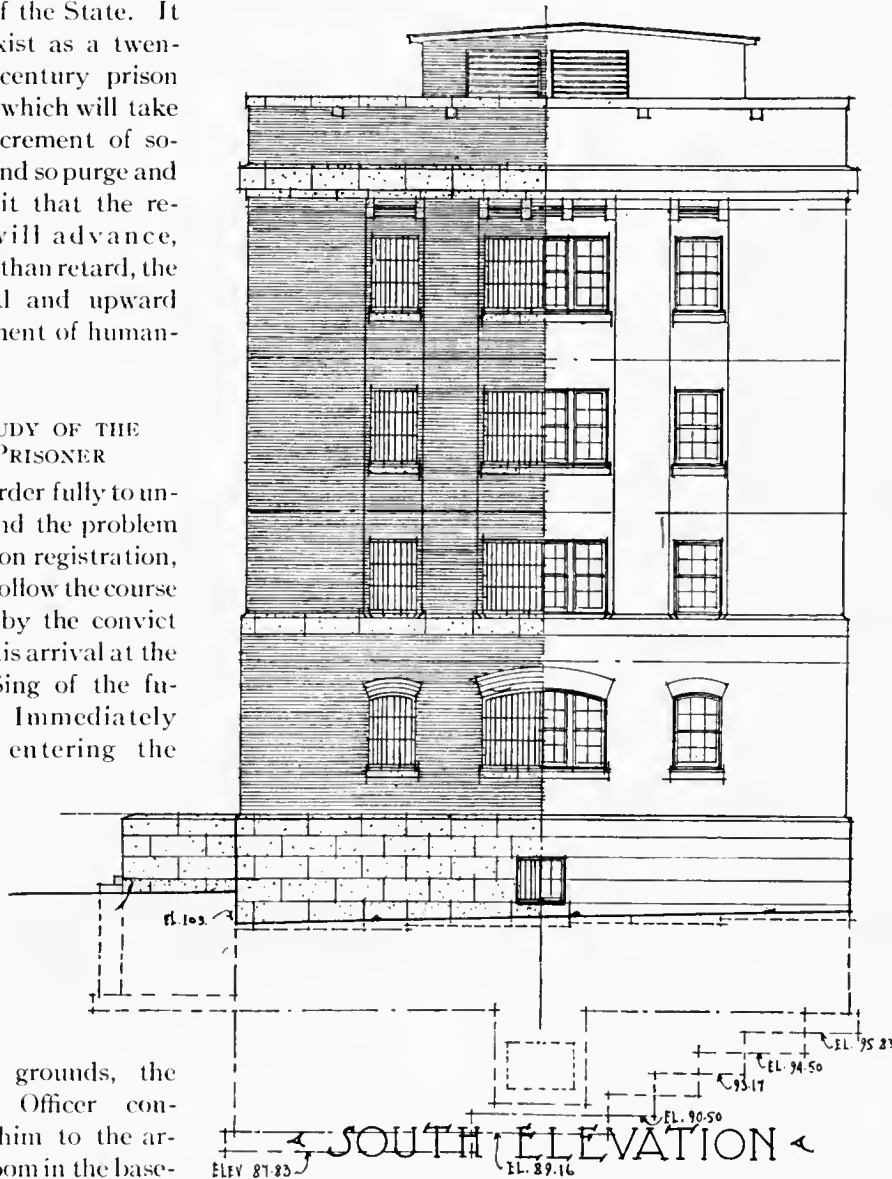 of the State. It
xist as a twen-
century prison
which will take
crement of so-
nd so purge and
it that the re-
vill advance,
than retard, the
l and upward
nent of human-
UDY OF THE
PRISONER
rder fully to un-
nd the problem
on registration,
ollow the course
by the convict
is arrival at the
Sing of the fu-
Immediately
entering the
grounds, the
Officer con-
him to the ar-
oom in the base-
EL.103.
EL. 95.83
EL. 94.50
93.17
EL. 90.50
SOUTH ELEVATION
ELEV 87.83
EL. 89.16